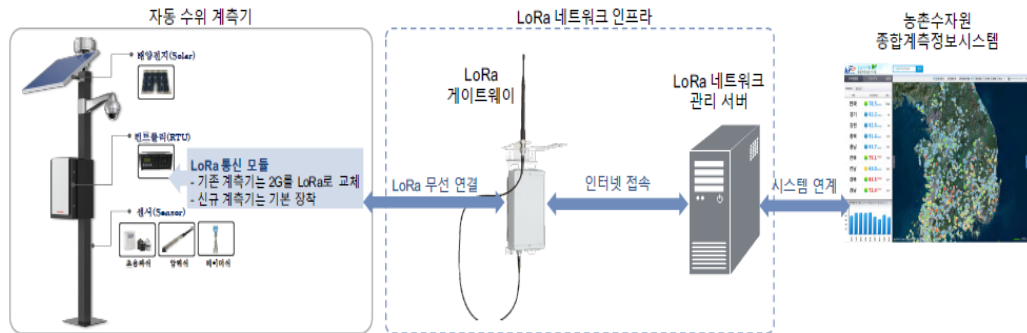 자동 수위 계측기
태양전지(Solar)
컨트롤러(RTU)
LoRa 통신 모듈
- 기존 계측기는 2G를 LoRa로 교체
- 신규 계측기는 기본 장착
센서(Sensor)
초음파식
압력식
레이더식
LoRa 무선 연결
LoRa 네트워크 인프라
LoRa
게이트웨이
인터넷 접속
LoRa 네트워크
관리 서버
시스템 연계
농촌수자원
종합계측정보시스템